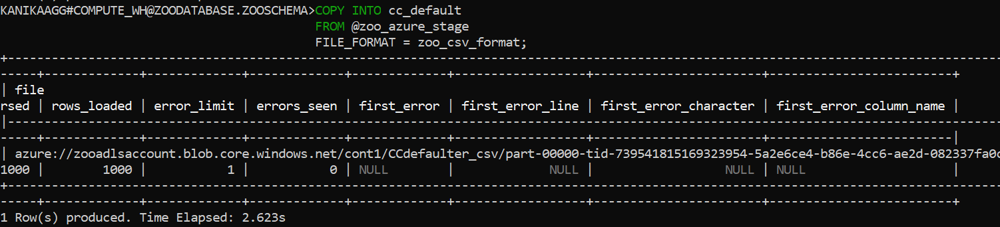 KANIKAAGG#COMPUTE_WH@ZOODATABASE.ZOOSCHEMA>COPY INTO cc_default
FROM @zoo_azure_stage
FILE_FORMAT = zoo_csv_format;
+------------------------------------------------------------------------------------------------------------------------
-----+-------------+-------------+-------------+-------------+------------------+-----------------------+-------------------------+
| file
rsed | rows_loaded | error_limit | errors_seen | first_error | first_error_line | first_error_character | first_error_column_name |
|------------------------------------------------------------------------------------------------------------------------
-----+-------------+-------------+-------------+-------------+------------------+-----------------------+-------------------------|
| azure://zooadlsaccount.blob.core.windows.net/cont1/CCdefaulter_csv/part-00000-tid-739541815169323954-5a2e6ce4-b86e-4cc6-ae2d-082337fa0c
1000 | 1000 | 1 | 0 | NULL | NULL | NULL | NULL |
+------------------------------------------------------------------------------------------------------------------------
-----+-------------+-------------+-------------+-------------+------------------+-----------------------+-------------------------+
1 Row(s) produced. Time Elapsed: 2.623s